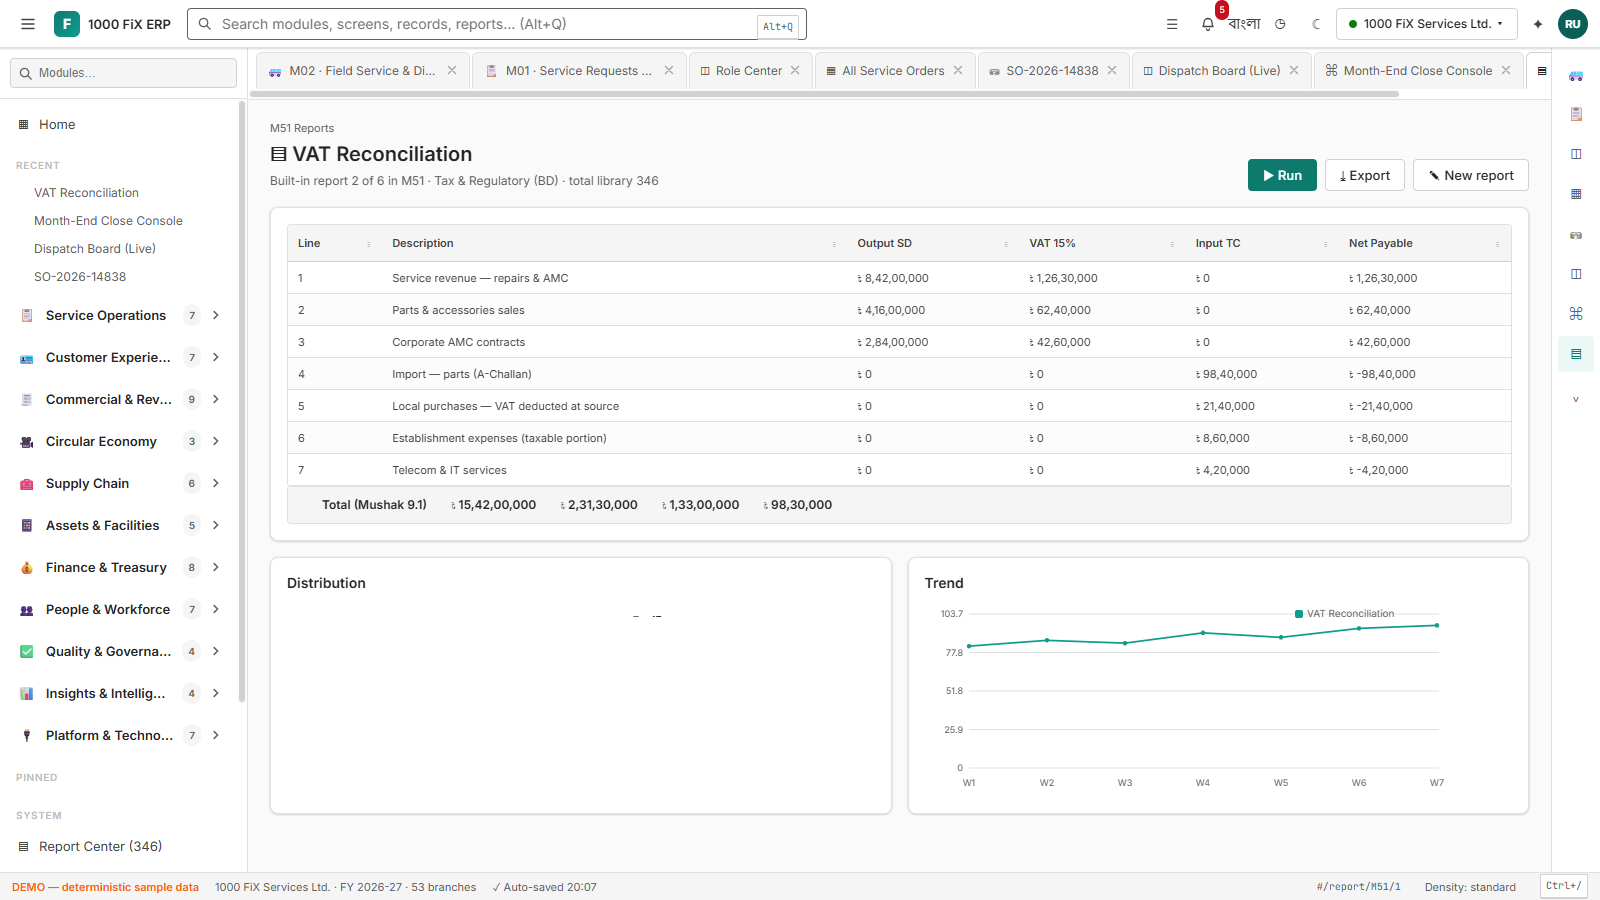 F 1000 FiX ERP Search modules, screens, records, reports... (Alt+Q) Alt+Q 5 বাংলা 1000 FiX Services Ltd. RU
Modules...
M02 · Field Service & Di... M01 · Service Requests ... Role Center All Service Orders SO-2026-14838 Dispatch Board (Live) Month-End Close Console
Home
RECENT
VAT Reconciliation
Month-End Close Console
Dispatch Board (Live)
SO-2026-14838
Service Operations 7
Customer Experie... 7
Commercial & Rev... 9
Circular Economy 3
Supply Chain 6
Assets & Facilities 5
Finance & Treasury 8
People & Workforce 7
Quality & Governa... 4
Insights & Intellig... 4
Platform & Techno... 7
PINNED
SYSTEM
Report Center (346)
M51 Reports
VAT Reconciliation
Built-in report 2 of 6 in M51 · Tax & Regulatory (BD) · total library 346
Run Export New report
Line Description Output SD VAT 15% Input TC Net Payable
1 Service revenue — repairs & AMC ৳ 8,42,00,000 ৳ 1,26,30,000 ৳ 0 ৳ 1,26,30,000
2 Parts & accessories sales ৳ 4,16,00,000 ৳ 62,40,000 ৳ 0 ৳ 62,40,000
3 Corporate AMC contracts ৳ 2,84,00,000 ৳ 42,60,000 ৳ 0 ৳ 42,60,000
4 Import — parts (A-Challan) ৳ 0 ৳ 0 ৳ 98,40,000 ৳ -98,40,000
5 Local purchases — VAT deducted at source ৳ 0 ৳ 0 ৳ 21,40,000 ৳ -21,40,000
6 Establishment expenses (taxable portion) ৳ 0 ৳ 0 ৳ 8,60,000 ৳ -8,60,000
7 Telecom & IT services ৳ 0 ৳ 0 ৳ 4,20,000 ৳ -4,20,000
Total (Mushak 9.1) ৳ 15,42,00,000 ৳ 2,31,30,000 ৳ 1,33,00,000 ৳ 98,30,000
Distribution
Trend
VAT Reconciliation
103.7
77.8
51.8
25.9
0
W1 W2 W3 W4 W5 W6 W7
DEMO — deterministic sample data 1000 FiX Services Ltd. · FY 2026-27 · 53 branches ✓ Auto-saved 20:07 #/report/M51/1 Density: standard Ctrl+/